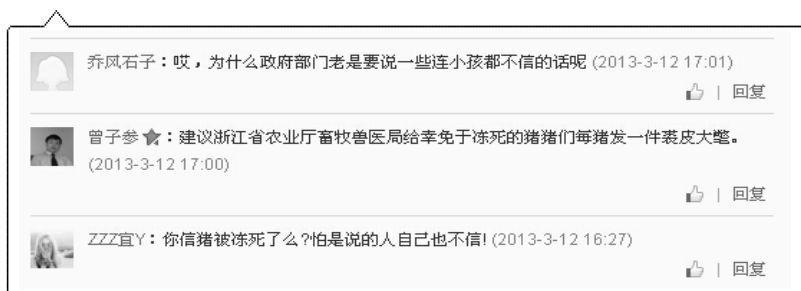 乔风石子：哎，为什么政府部门老是要说一些连小孩都不信的话呢 (2013-3-12 17:01)
回复
曾子参：建议浙江省农业厅畜牧兽医局给幸免于冻死的猪猪们每猪发一件裘皮大氅。
(2013-3-12 17:00)
回复
ZZZ宜Y：你信猪被冻死了么?怕是说的人自己也不信! (2013-3-12 16:27)
回复